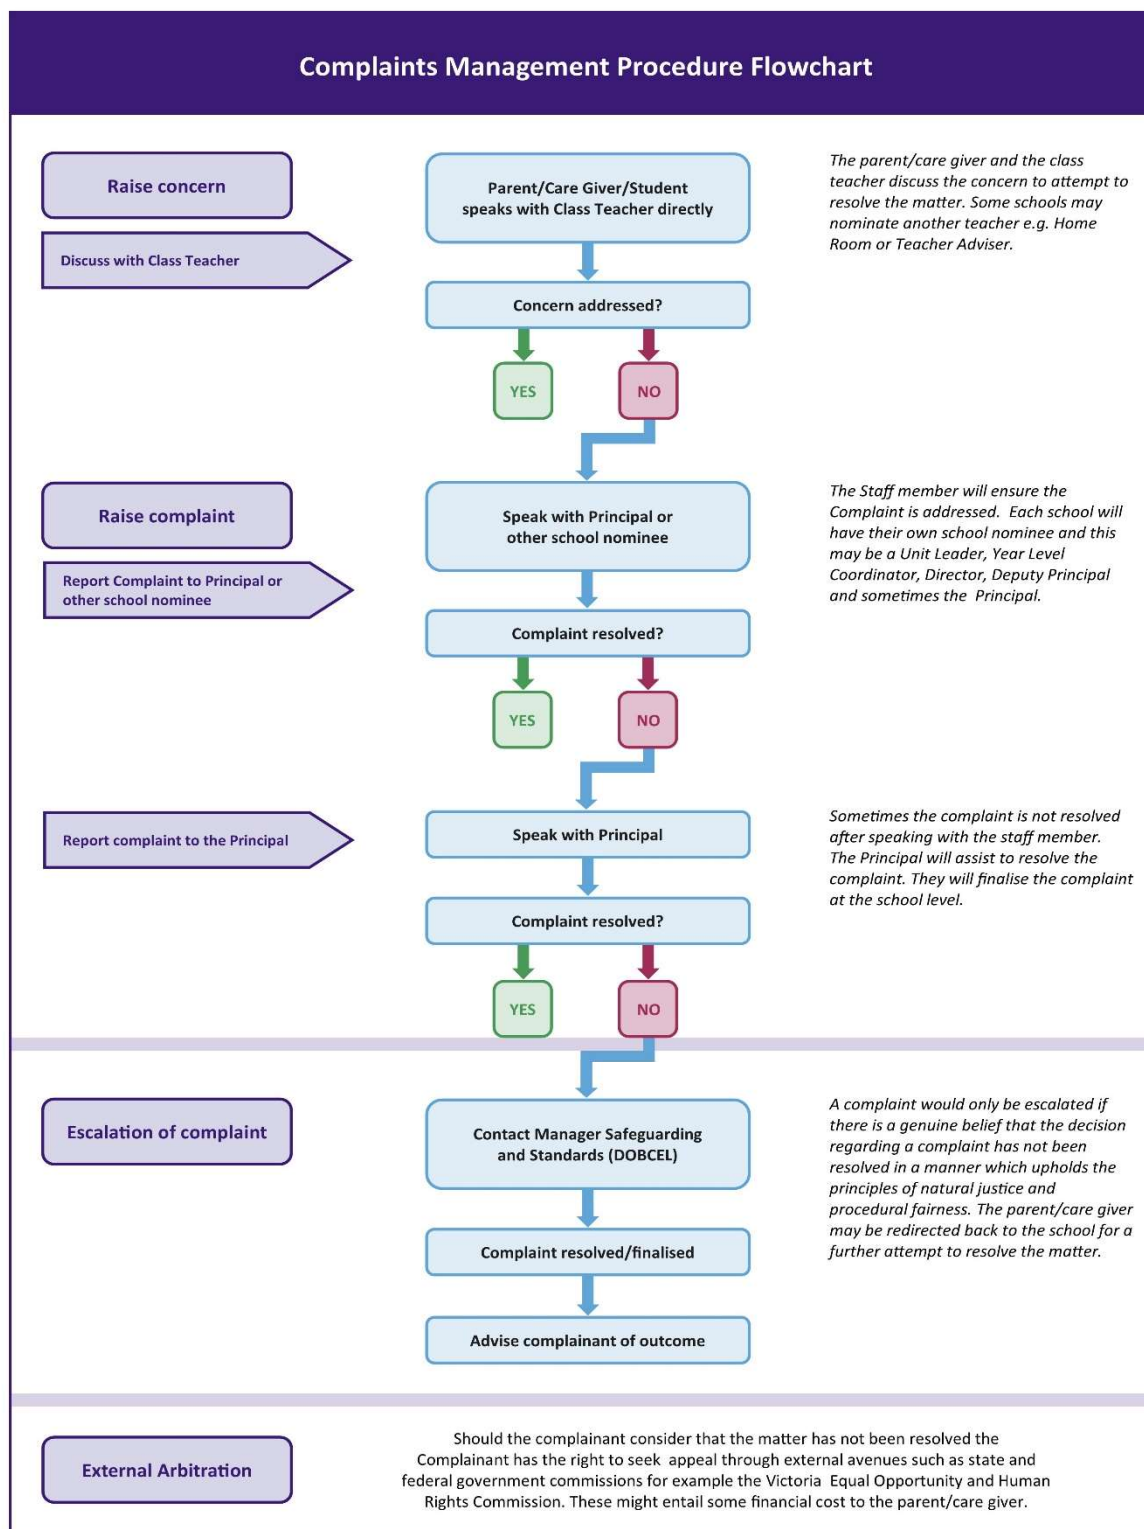 Complaints Management Procedure Flowchart
Raise concern
Discuss with Class Teacher
Parent/Care Giver/Student
speaks with Class Teacher directly
The parent/care giver and the class
teacher discuss the concern to attempt to
resolve the matter. Some schools may
nominate another teacher e.g. Home
Room or Teacher Adviser.
Concern addressed?
YES
NO
Raise complaint
Report Complaint to Principal or
other school nominee
Speak with Principal or
other school nominee
The Staff member will ensure the
Complaint is addressed.  Each school will
have their own school nominee and this
may be a Unit Leader, Year Level
Coordinator, Director, Deputy Principal
and sometimes the  Principal.
Complaint resolved?
YES
NO
Report complaint to the Principal
Speak with Principal
Sometimes the complaint is not resolved
after speaking with the staff member.
The Principal will assist to resolve the
complaint. They will finalise the complaint
at the school level.
Complaint resolved?
YES
NO
Escalation of complaint
Contact Manager Safeguarding
and Standards (DOBCEL)
A complaint would only be escalated if
there is a genuine belief that the decision
regarding a complaint has not been
resolved in a manner which upholds the
principles of natural justice and
procedural fairness. The parent/care giver
may be redirected back to the school for a
further attempt to resolve the matter.
Complaint resolved/finalised
Advise complainant of outcome
External Arbitration
Should the complainant consider that the matter has not been resolved the
Complainant has the right to seek  appeal through external avenues such as state and
federal government commissions for example the Victoria  Equal Opportunity and Human
Rights Commission. These might entail some financial cost to the parent/care giver.